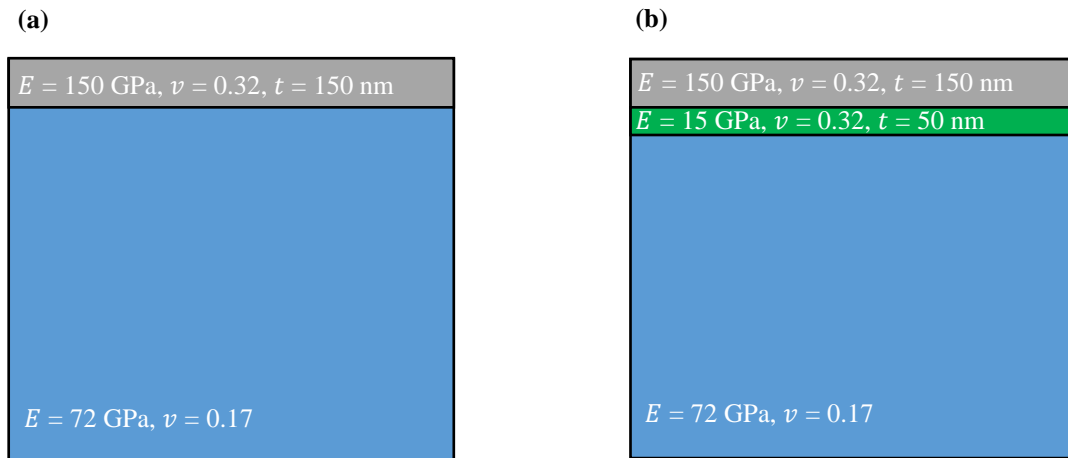 (a)
(b)
E = 150 GPa, v = 0.32, t = 150 nm
E = 72 GPa, v = 0.17
E = 150 GPa, v = 0.32, t = 150 nm
E = 15 GPa, v = 0.32, t = 50 nm
E = 72 GPa, v = 0.17